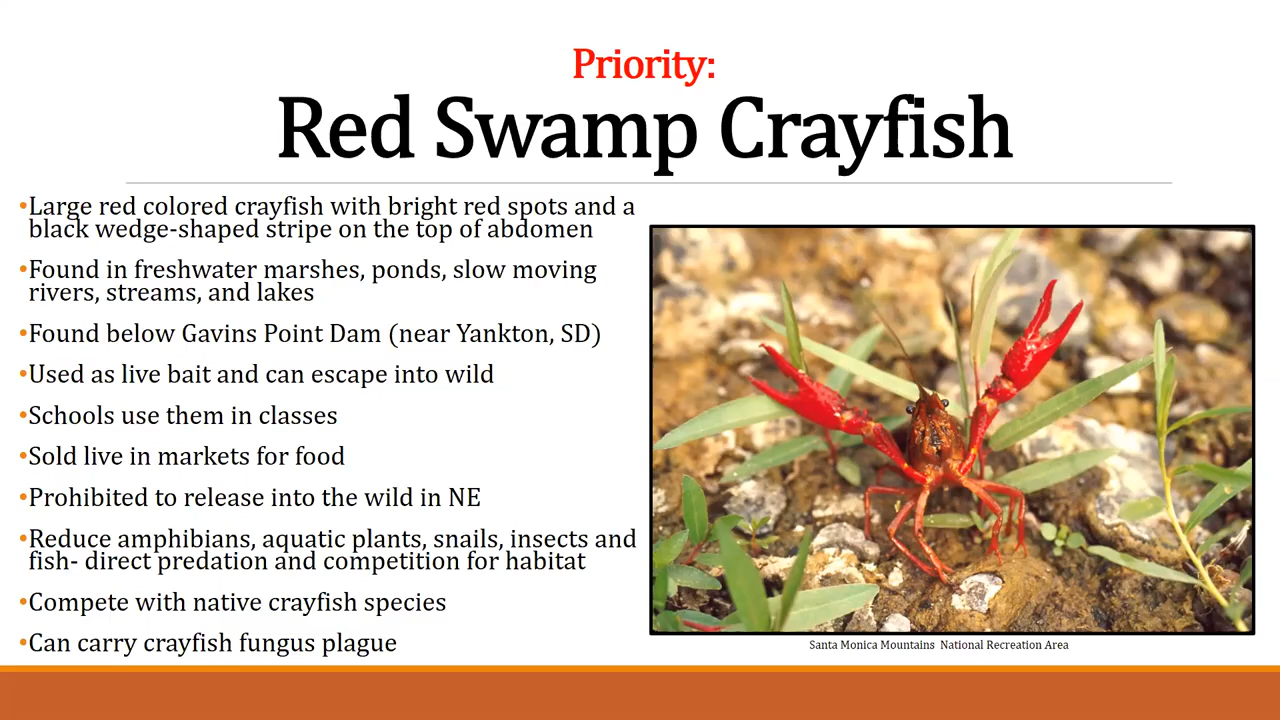 Priority:
Red Swamp Crayfish
•Large red colored crayfish with bright red spots and a
black wedge-shaped stripe on the top of abdomen
•Found in freshwater marshes, ponds, slow moving
rivers, streams, and lakes
•Found below Gavins Point Dam (near Yankton, SD)
•Used as live bait and can escape into wild
•Schools use them in classes
•Sold live in markets for food
•Prohibited to release into the wild in NE
•Reduce amphibians, aquatic plants, snails, insects and
fish- direct predation and competition for habitat
•Compete with native crayfish species
•Can carry crayfish fungus plague
Santa Monica Mountains National Recreation Area